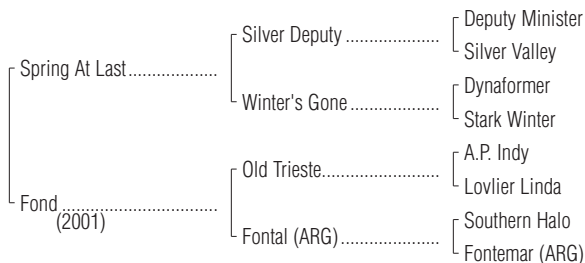 Deputy Minister
Silver Deputy ..................
Silver Valley
Spring At Last.................
Dynaformer
Winter's Gone .................
Stark Winter
A.P. Indy
Old Trieste.....................
Lovlier Linda
Fond .............................
(2001)
Southern Halo
Fontal (ARG)..................
Fontemar (ARG)